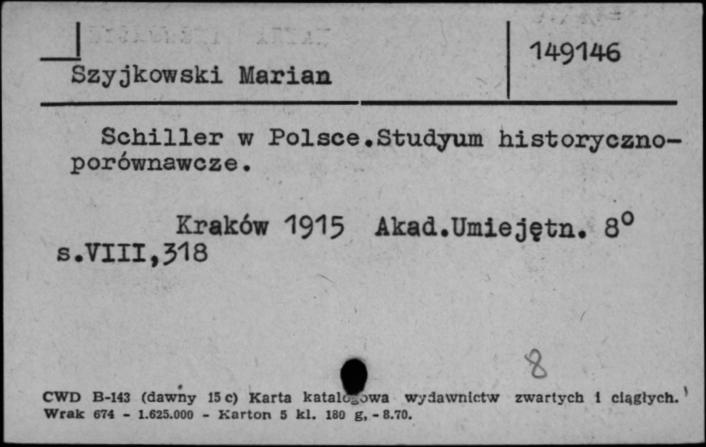 149146
Szyjkowski Marian
Schiller w Polsce.Studyum historyczno-
porównawcze.
Kraków 1915 Akad.Umiejętn. 8°
s.VIII,318
8
CWD B-143 (dawny 15 c) Karta katalogowa wydawnictw zwartych i ciągłych.
Wrak 674 - 1.625.000 - Karton 5 kl. 180 g, - 8.70.